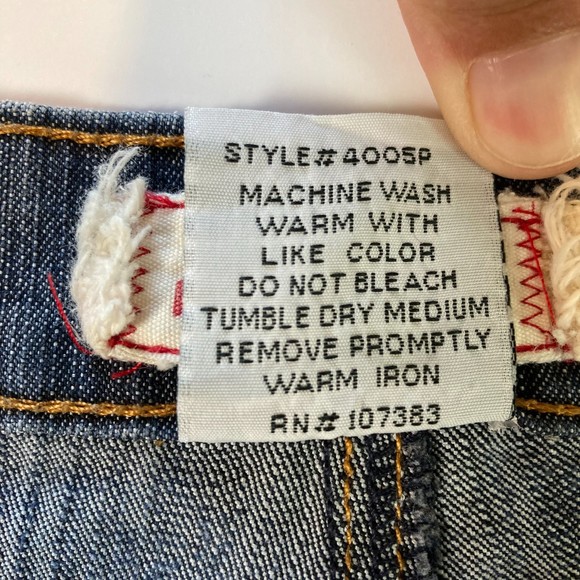 STYLE# 4005P
MACHINE WASH
WARM WITH
LIKE COLOR
DO NOT BLEACH
TUMBLE DRY MEDIUM
REMOVE PROMPTLY
WARM IRON
RN# 107383